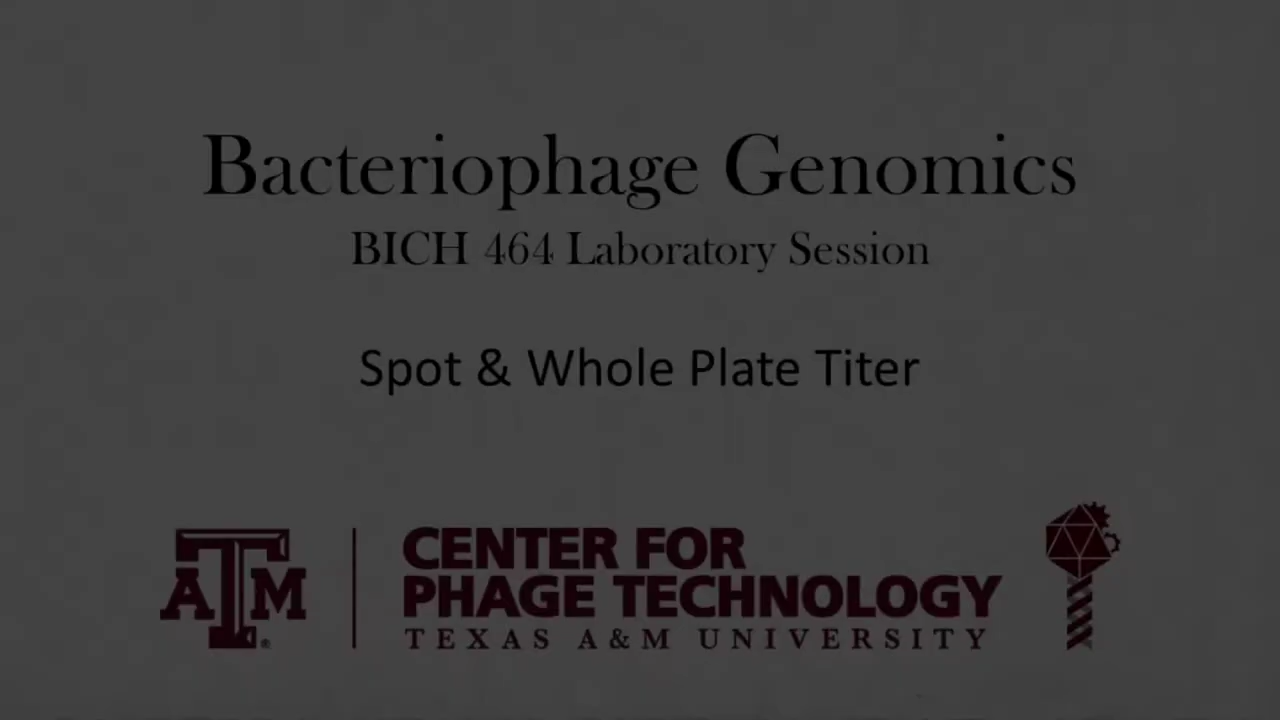 Bacteriophage Genomics
BICH 464 Laboratory Session
Spot & Whole Plate Titer
ATM®
CENTER FOR
PHAGE TECHNOLOGY
TEXAS A&M UNIVERSITY